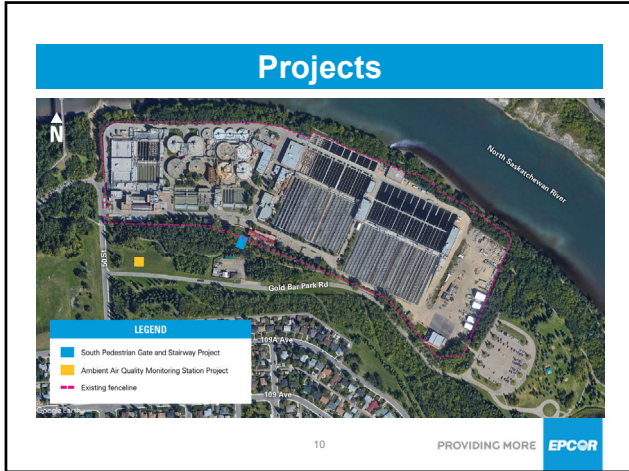 Projects
N
North Saskatchewan River
50 St
Gold Bar Park Rd
109A Ave
109 Ave
LEGEND
South Pedestrian Gate and Stairway Project
Ambient Air Quality Monitoring Station Project
Existing fenceline
Google Earth
10
PROVIDING MORE
EPCOR